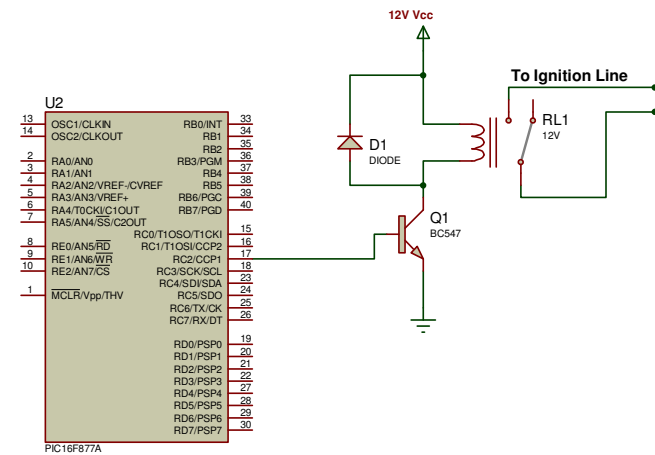 12V Vcc
To Ignition Line
RL1
12V
D1
DIODE
Q1
BC547
U2
13 OSC1/CLKIN RB0/INT 33
14 OSC2/CLKOUT RB1 34
RB2 35
2 RA0/AN0 RB3/PGM 36
3 RA1/AN1 RB4 37
4 RA2/AN2/VREF-/CVREF RB5 38
5 RA3/AN3/VREF+ RB6/PGC 39
6 RA4/T0CKI/C1OUT RB7/PGD 40
7 RA5/AN4/SS/C2OUT
RC0/T1OSO/T1CKI 15
8 RE0/AN5/RD RC1/T1OSI/CCP2 16
9 RE1/AN6/WR RC2/CCP1 17
10 RE2/AN7/CS RC3/SCK/SCL 18
RC4/SDI/SDA 23
1 MCLR/Vpp/THV RC5/SDO 24
RC6/TX/CK 25
RC7/RX/DT 26
RD0/PSP0 19
RD1/PSP1 20
RD2/PSP2 21
RD3/PSP3 22
RD4/PSP4 27
RD5/PSP5 28
RD6/PSP6 29
RD7/PSP7 30
PIC16F877A